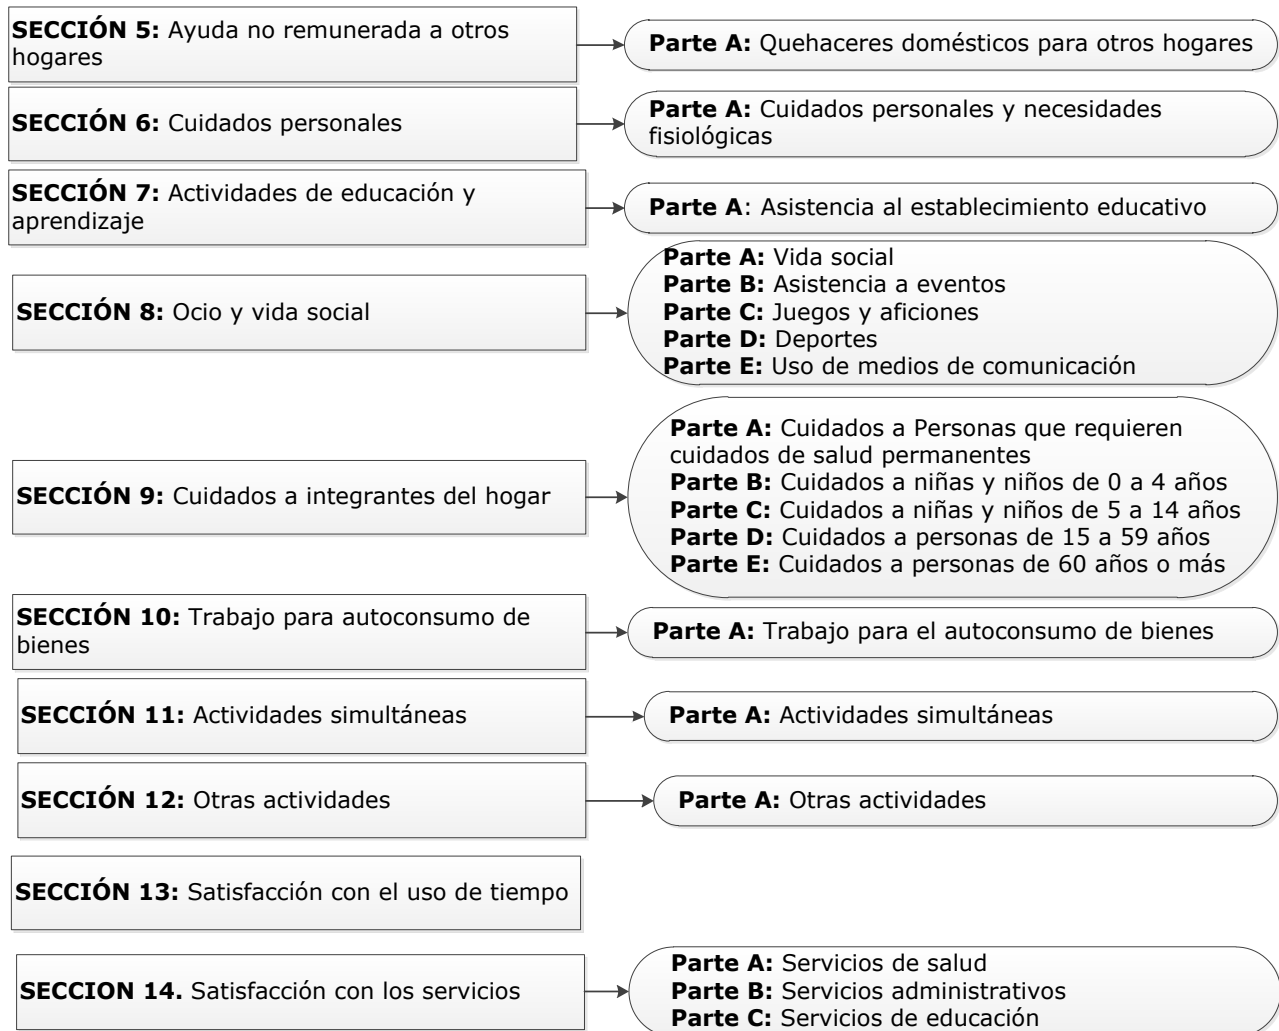 SECCIÓN 5: Ayuda no remunerada a otros
hogares
Parte A: Quehaceres domésticos para otros hogares
SECCIÓN 6: Cuidados personales
Parte A: Cuidados personales y necesidades
fisiológicas
SECCIÓN 7: Actividades de educación y
aprendizaje
Parte A: Asistencia al establecimiento educativo
SECCIÓN 8: Ocio y vida social
Parte A: Vida social
Parte B: Asistencia a eventos
Parte C: Juegos y aficiones
Parte D: Deportes
Parte E: Uso de medios de comunicación
SECCIÓN 9: Cuidados a integrantes del hogar
Parte A: Cuidados a Personas que requieren
cuidados de salud permanentes
Parte B: Cuidados a niñas y niños de 0 a 4 años
Parte C: Cuidados a niñas y niños de 5 a 14 años
Parte D: Cuidados a personas de 15 a 59 años
Parte E: Cuidados a personas de 60 años o más
SECCIÓN 10: Trabajo para autoconsumo de
bienes
Parte A: Trabajo para el autoconsumo de bienes
SECCIÓN 11: Actividades simultáneas
Parte A: Actividades simultáneas
SECCIÓN 12: Otras actividades
Parte A: Otras actividades
SECCIÓN 13: Satisfacción con el uso de tiempo
SECCION 14. Satisfacción con los servicios
Parte A: Servicios de salud
Parte B: Servicios administrativos
Parte C: Servicios de educación